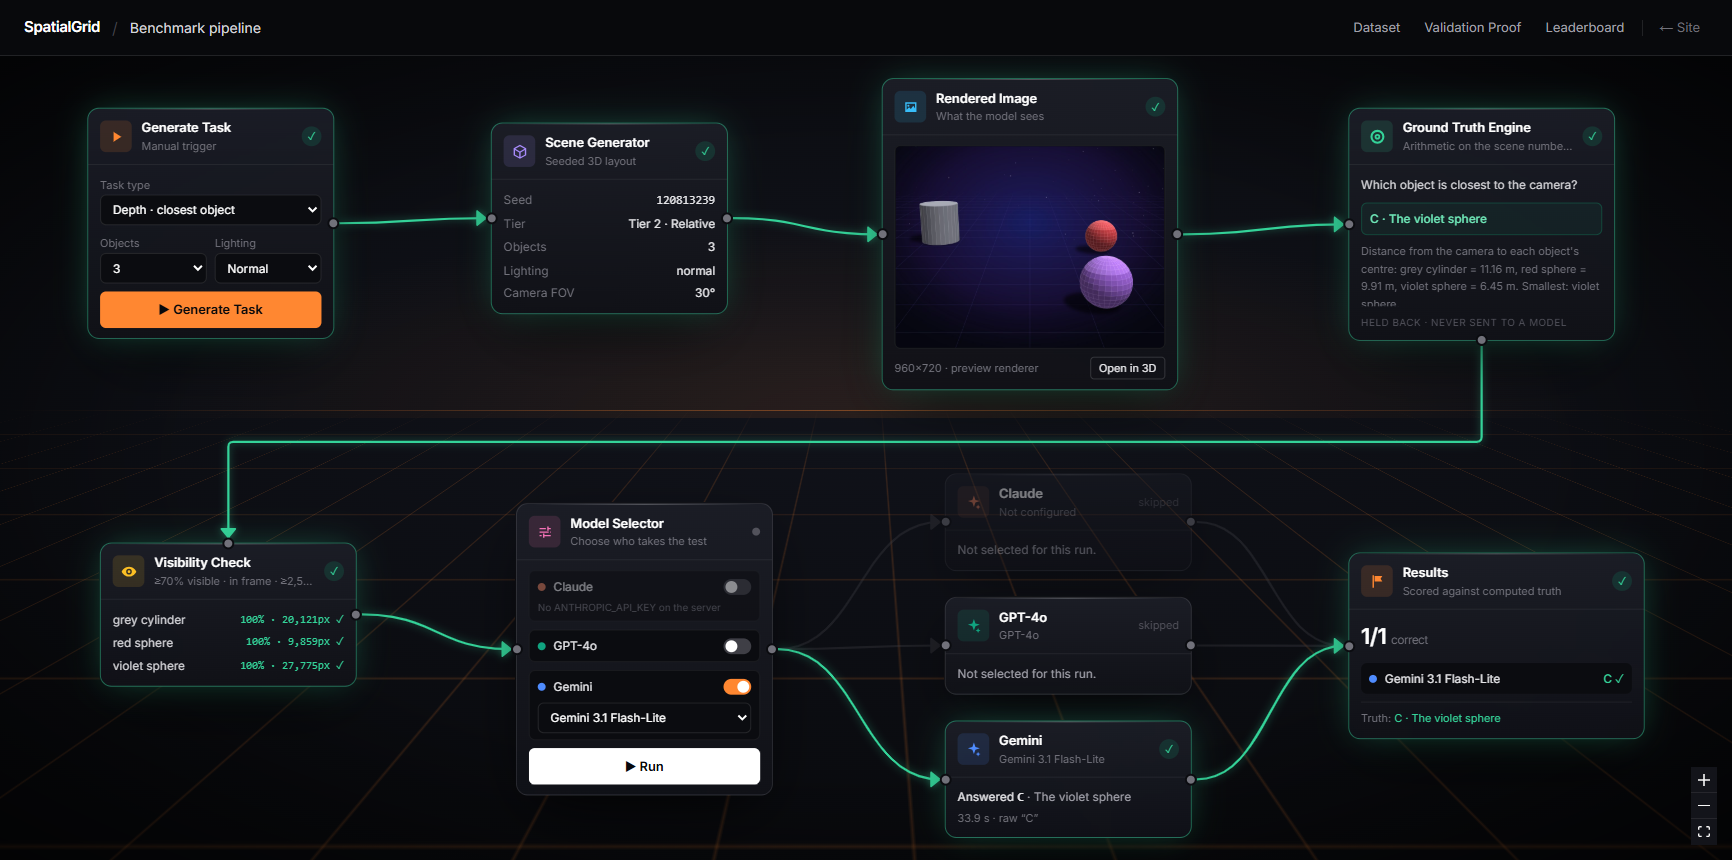 SpatialGrid / Benchmark pipeline
Dataset Validation Proof Leaderboard ← Site
Generate Task ✓
Manual trigger
Task type
Depth · closest object
Objects Lighting
3 Normal
▶ Generate Task
Scene Generator ✓
Seeded 3D layout
Seed 120813239
Tier Tier 2 · Relative
Objects 3
Lighting normal
Camera FOV 30°
Rendered Image ✓
What the model sees
960×720 · preview renderer Open in 3D
Ground Truth Engine ✓
Arithmetic on the scene numbe...
Which object is closest to the camera?
C · The violet sphere
Distance from the camera to each object's
centre: grey cylinder = 11.16 m, red sphere =
9.91 m, violet sphere = 6.45 m. Smallest: violet
sphere
HELD BACK · NEVER SENT TO A MODEL
Visibility Check ✓
≥70% visible · in frame · ≥2,5...
grey cylinder 100% · 20,121px ✓
red sphere 100% · 9,859px ✓
violet sphere 100% · 27,775px ✓
Model Selector
Choose who takes the test
Claude
No ANTHROPIC_API_KEY on the server
GPT-4o
Gemini
Gemini 3.1 Flash-Lite
▶ Run
Claude skipped
Not configured
Not selected for this run.
GPT-4o skipped
GPT-4o
Not selected for this run.
Gemini ✓
Gemini 3.1 Flash-Lite
Answered C · The violet sphere
33.9 s · raw "C"
Results ✓
Scored against computed truth
1/1 correct
Gemini 3.1 Flash-Lite C ✓
Truth: C · The violet sphere